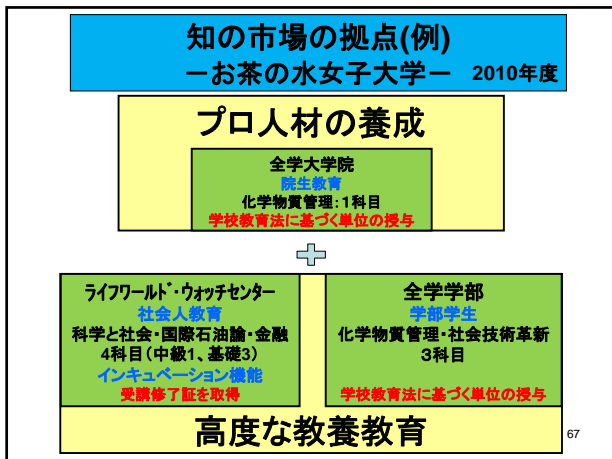 知の市場の拠点(例)
－お茶の水女子大学－ 2010年度
プロ人材の養成
全学大学院
院生教育
化学物質管理:1科目
学校教育法に基づく単位の授与
ライフワールド・ウォッチセンター
社会人教育
科学と社会・国際石油論・金融
4科目(中級1、基礎3)
インキュベーション機能
受講修了証を取得
全学学部
学部学生
化学物質管理・社会技術革新
3科目
学校教育法に基づく単位の授与
高度な教養教育
67